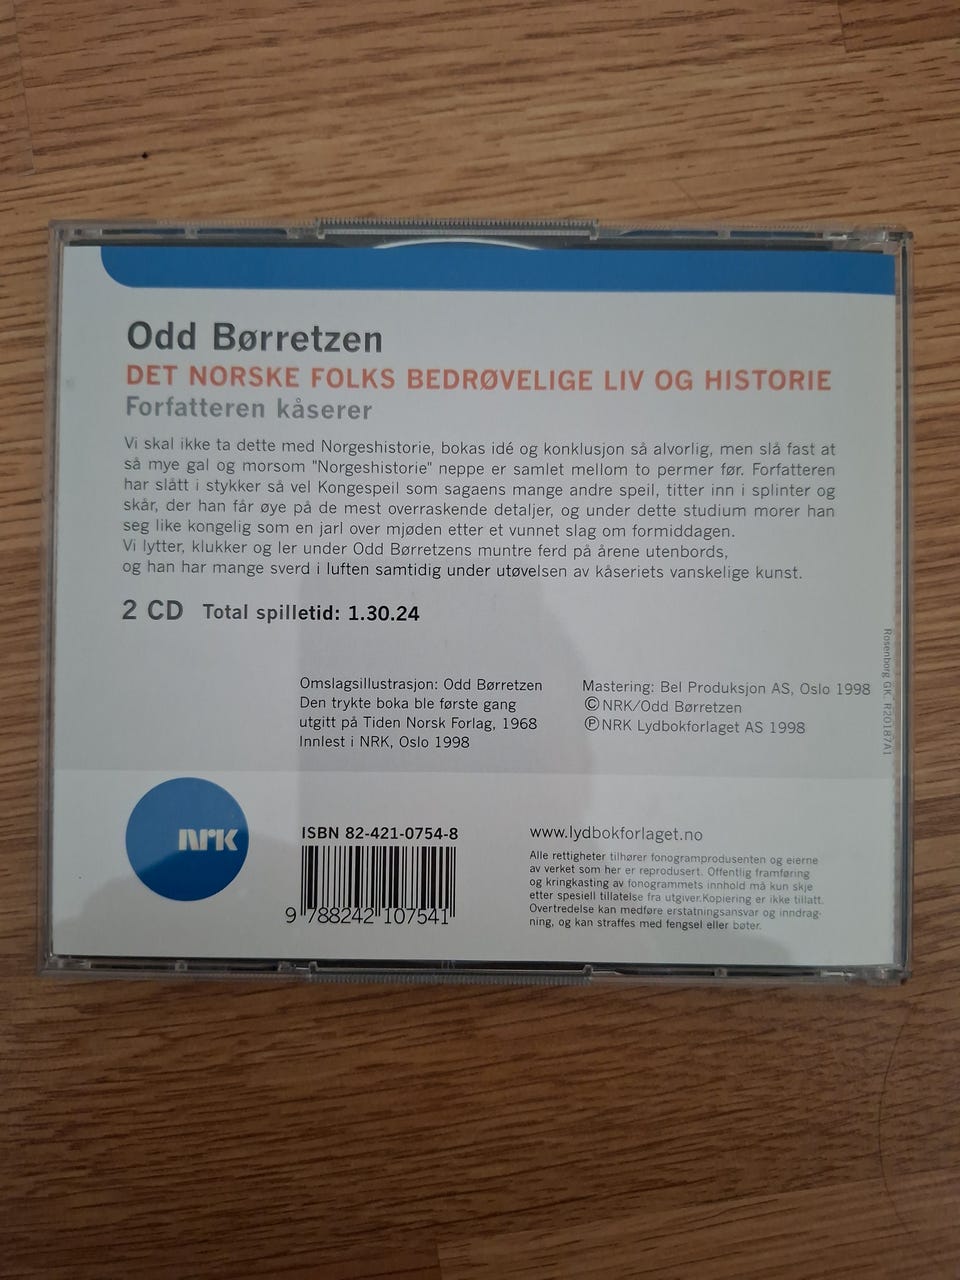 Odd Børretzen
DET NORSKE FOLKS BEDRØVELIGE LIV OG HISTORIE
Forfatteren kåserer
Vi skal ikke ta dette med Norgeshistorie, bokas idé og konklusjon så alvorlig, men slå fast at
så mye gal og morsom "Norgeshistorie" neppe er samlet mellom to permer før. Forfatteren
har slått i stykker så vel Kongespeil som sagaens mange andre speil, titter inn i splinter og
skår, der han får øye på de mest overraskende detaljer, og under dette studium morer han
seg like kongelig som en jarl over mjøden etter et vunnet slag om formiddagen.
Vi lytter, klukker og ler under Odd Børretzens muntre ferd på årene utenbords,
og han har mange sverd i luften samtidig under utøvelsen av kåseriets vanskelige kunst.
2 CD Total spilletid: 1.30.24
Omslagsillustrasjon: Odd Børretzen
Den trykte boka ble første gang
utgitt på Tiden Norsk Forlag, 1968
Innlest i NRK, Oslo 1998
Mastering: Bel Produksjon AS, Oslo 1998
©NRK/Odd Børretzen
℗NRK Lydbokforlaget AS 1998
Rosenborg GK. R20187A1
NRK
ISBN 82-421-0754-8
9 788242 107541
www.lydbokforlaget.no
Alle rettigheter tilhører fonogramprodusenten og eierne
av verket som her er reprodusert. Offentlig framføring
og kringkasting av fonogrammets innhold må kun skje
etter spesiell tillatelse fra utgiver.Kopiering er ikke tillatt.
Overtredelse kan medføre erstatningsansvar og inndrag-
ning, og kan straffes med fengsel eller bøter.